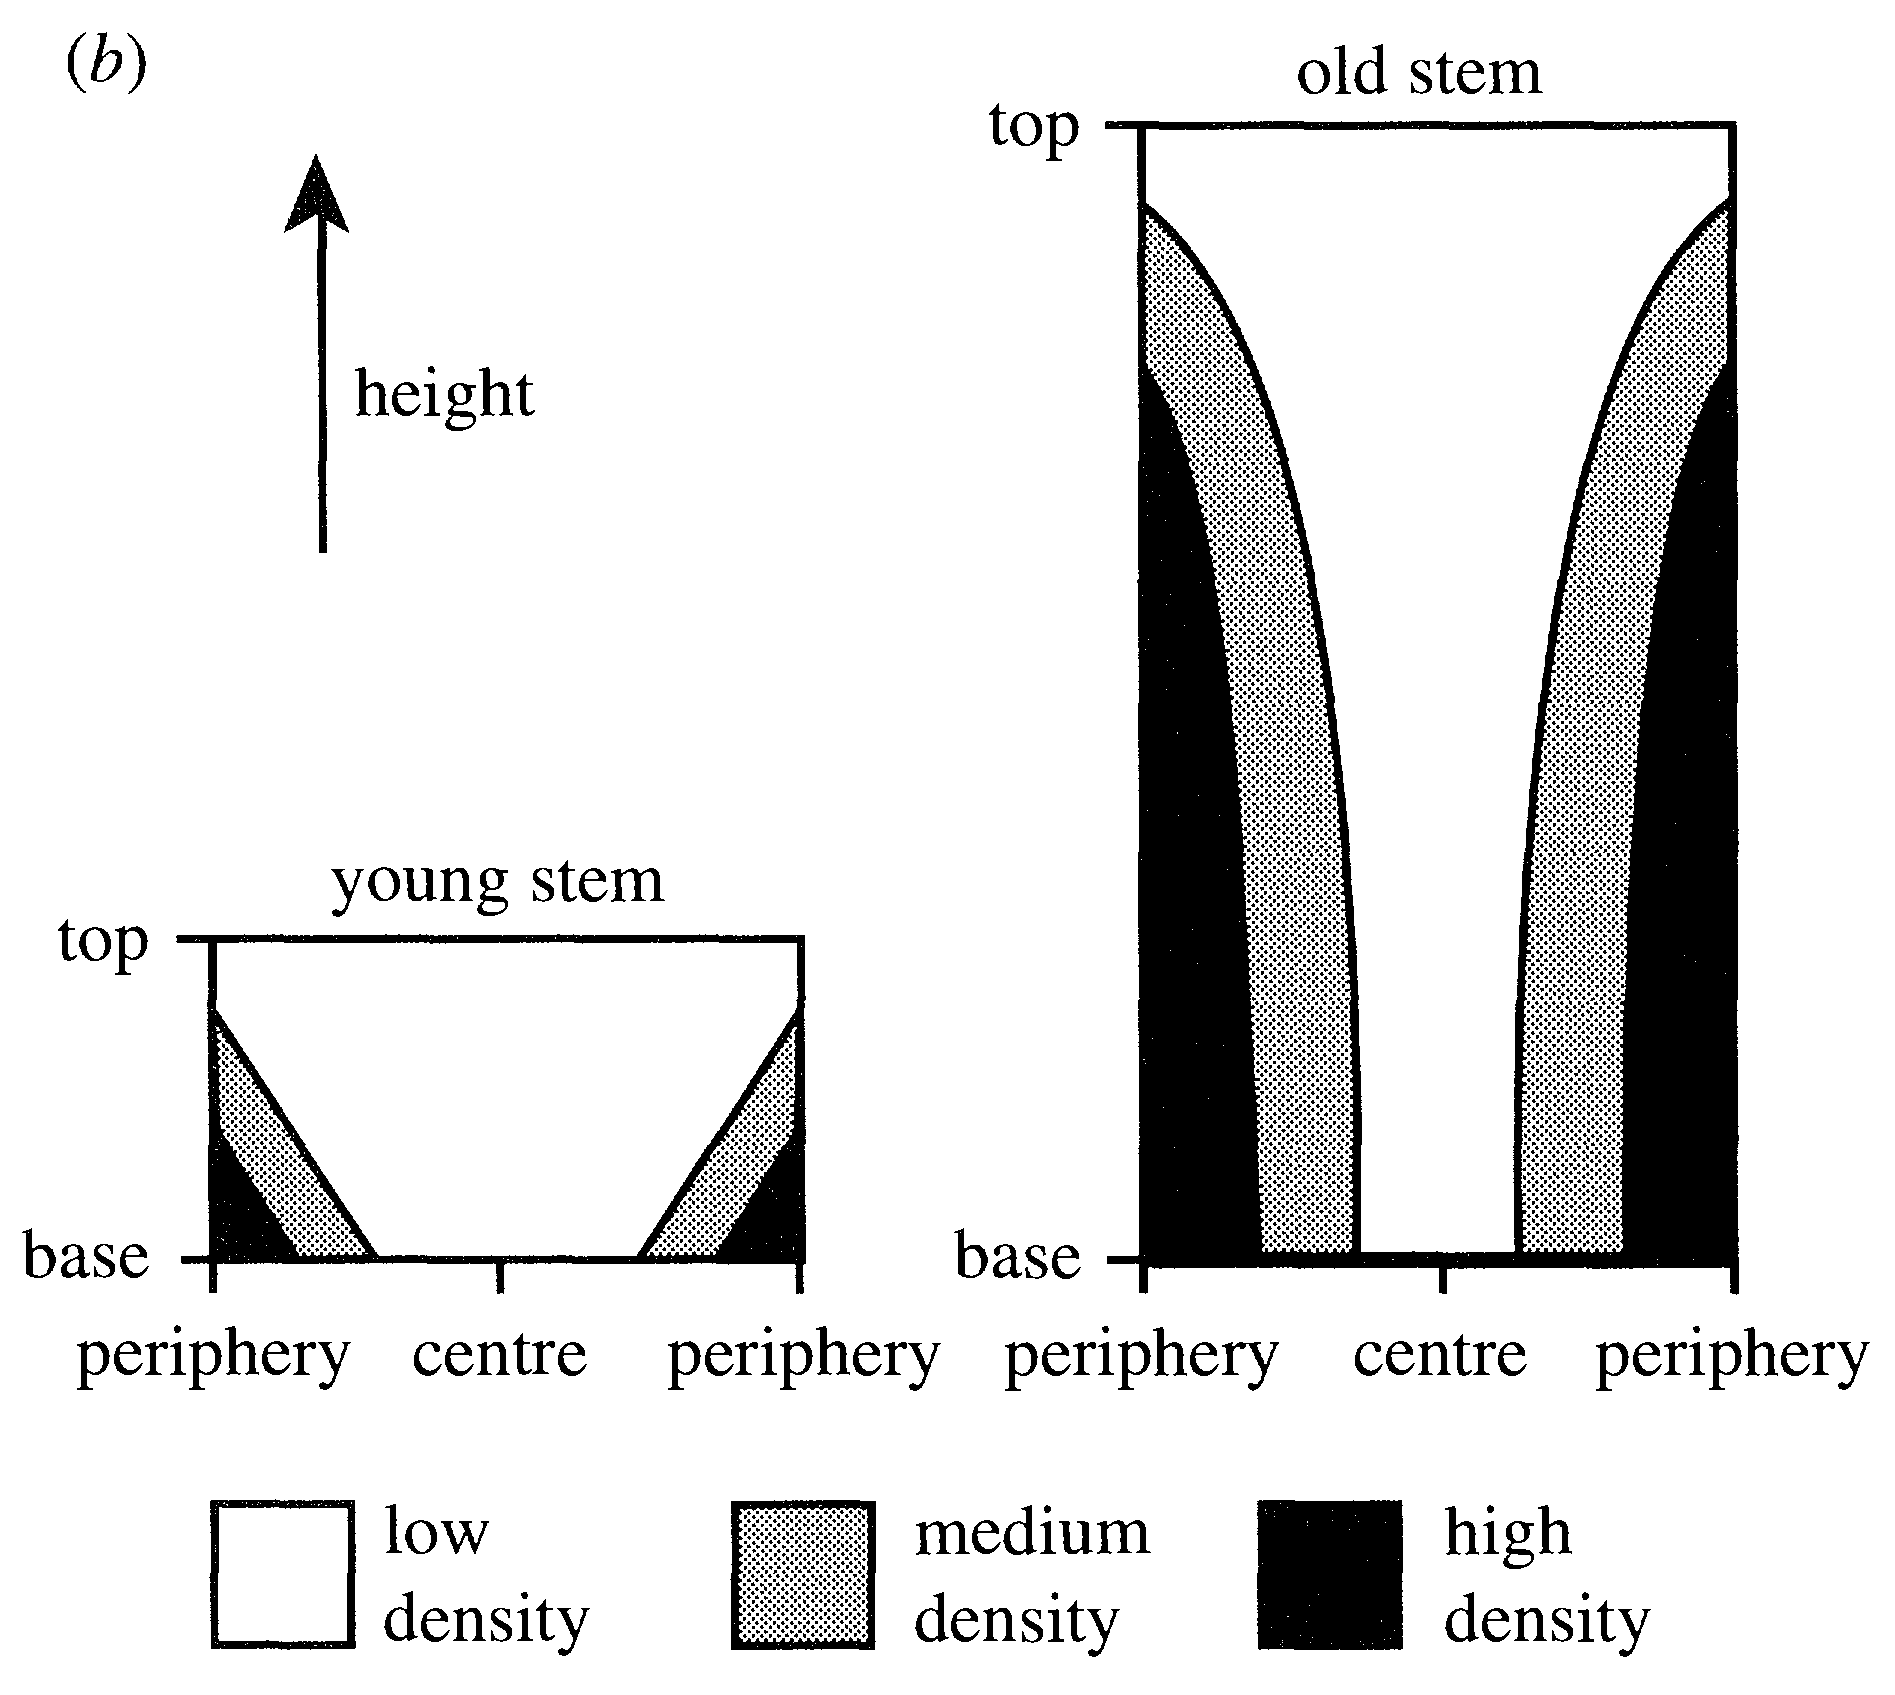 (b)
old stem
top
height
young stem
top
base
base
periphery centre periphery
periphery centre periphery
low
density
medium
density
high
density